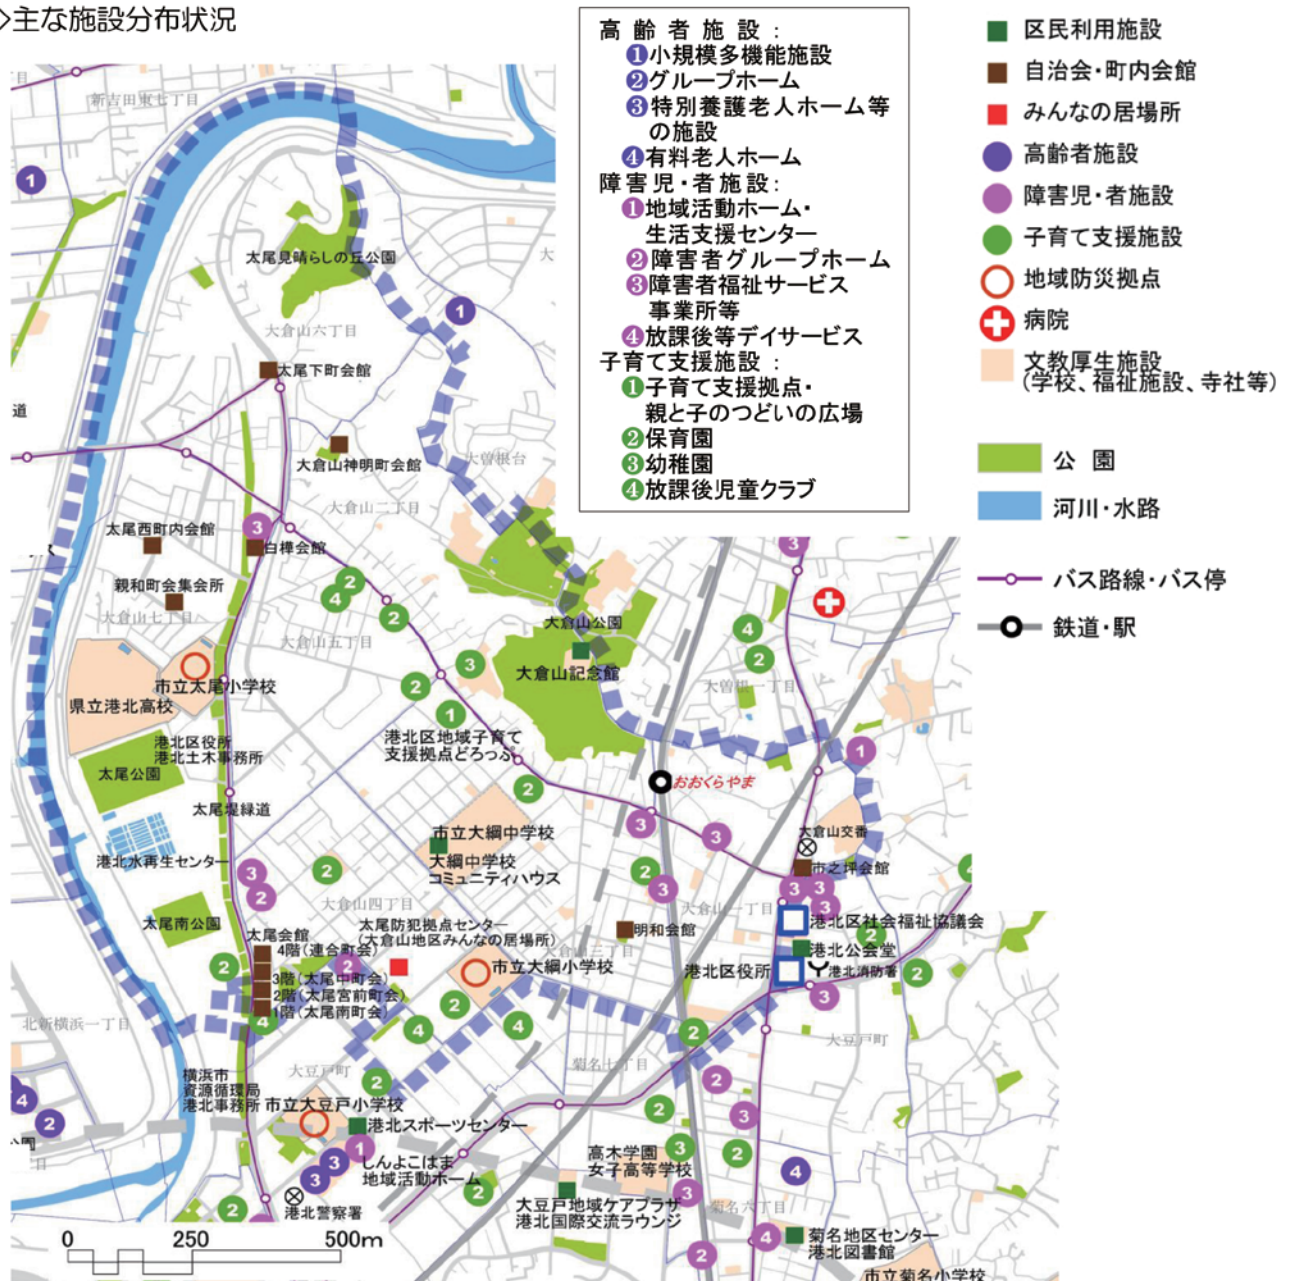 主な施設分布状況
高齢者施設：
①小規模多機能施設
②グループホーム
③特別養護老人ホーム等
の施設
④有料老人ホーム
障害児・者施設：
①地域活動ホーム・
生活支援センター
②障害者グループホーム
③障害者福祉サービス
事業所等
④放課後等デイサービス
子育て支援施設：
①子育て支援拠点・
親と子のつどいの広場
②保育園
③幼稚園
④放課後児童クラブ
区民利用施設
自治会・町内会館
みんなの居場所
高齢者施設
障害児・者施設
子育て支援施設
地域防災拠点
病院
文教厚生施設
（学校、福祉施設、寺社等）
公園
河川・水路
バス路線・バス停
鉄道・駅
新吉田東七丁目
太尾見晴らしの丘公園
大倉山六丁目
太尾下町会館
道
大倉山神明町会館
大曽根台
大倉山二丁目
太尾西町内会館
白樺会館
親和町会集会所
大倉山七丁目
大倉山五丁目
大倉山公園
大倉山記念館
市立太尾小学校
県立港北高校
大曽根一丁目
港北区役所
港北土木事務所
港北区地域子育て
支援拠点どろっぷ
太尾公園
おおくらやま
太尾堤緑道
市立大綱中学校
大倉山交番
港北水再生センター
大綱中学校
コミュニティハウス
市之坪会館
大倉山四丁目
大倉山一丁目
太尾南公園
太尾防犯拠点センター
（大倉山地区みんなの居場所）
港北区社会福祉協議会
太尾会館
4階（連合町会）
3階（太尾中町会）
2階（太尾宮前町会）
1階（太尾南町会）
明和会館
大倉山三丁目
港北公会堂
市立大綱小学校
港北区役所
港北消防署
北新横浜一丁目
大豆戸町
菊名七丁目
大豆戸町
横浜市
資源循環局
港北事務所
市立大豆戸小学校
港北スポーツセンター
しんよこはま
地域活動ホーム
高木学園
女子高等学校
港北警察署
大豆戸地域ケアプラザ
港北国際交流ラウンジ
菊名六丁目
菊名地区センター
港北図書館
市立菊名小学校
0 250 500m